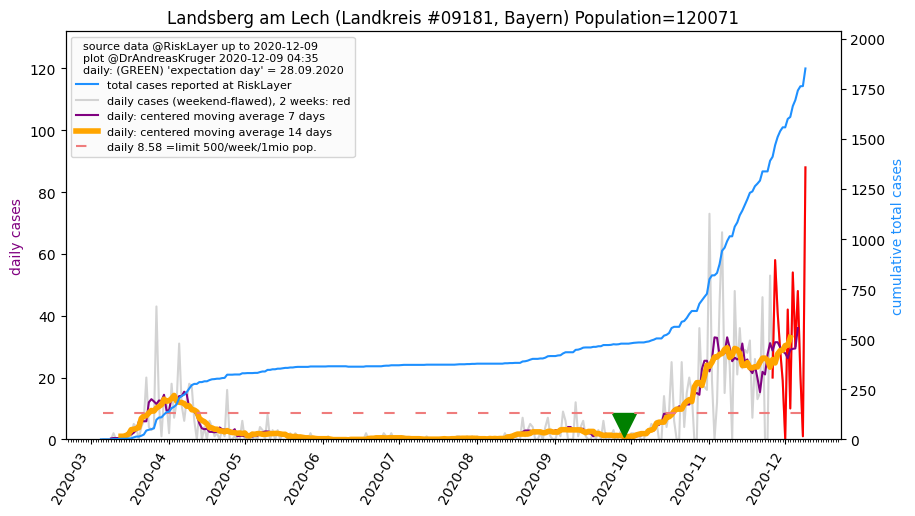 Landsberg am Lech (Landkreis #09181, Bayern) Population=120071
source data @RiskLayer up to 2020-12-09
plot @DrAndreasKruger 2020-12-09 04:35
daily: (GREEN) 'expectation day' = 28.09.2020
total cases reported at RiskLayer
daily cases (weekend-flawed), 2 weeks: red
daily: centered moving average 7 days
daily: centered moving average 14 days
daily 8.58 =limit 500/week/1mio pop.
daily cases
120
100
80
60
40
20
0
cumulative total cases
2000
1750
1500
1250
1000
750
500
250
0
2020-03
2020-04
2020-05
2020-06
2020-07
2020-08
2020-09
2020-10
2020-11
2020-12